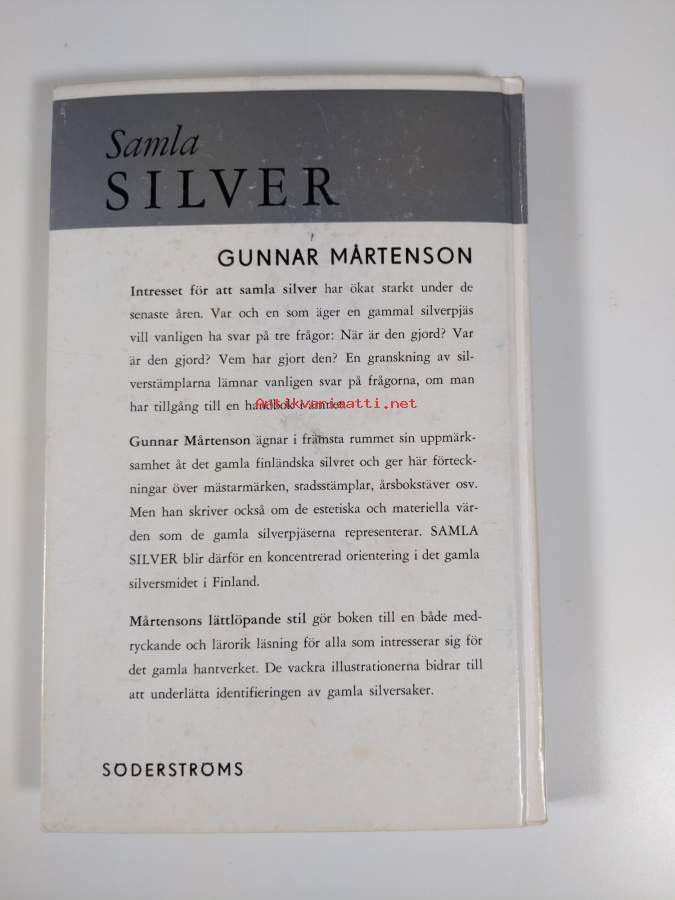 Samla
SILVER
GUNNAR MÅRTENSON
Intresset för att samla silver har ökat starkt under de
senaste åren. Var och en som äger en gammal silverpjäs
vill vanligen ha svar på tre frågor: När är den gjord? Var
är den gjord? Vem har gjort den? En granskning av sil-
verstämplarna lämnar vanligen svar på frågorna, om man
har tillgång till en handbok i ämnet.
Antikvariaatti.net
Gunnar Mårtenson ägnar i främsta rummet sin uppmärk-
samhet åt det gamla finländska silvret och ger här förteck-
ningar över mästarmärken, stadsstämplar, årsbokstäver osv.
Men han skriver också om de estetiska och materiella vär-
den som de gamla silverpjäserna representerar. SAMLA
SILVER blir därför en koncentrerad orientering i det gamla
silversmidet i Finland.
Mårtensons lättlöpande stil gör boken till en både med-
ryckande och lärorik läsning för alla som intresserar sig för
det gamla hantverket. De vackra illustrationerna bidrar till
att underlätta identifieringen av gamla silversaker.
SÖDERSTRÖMS